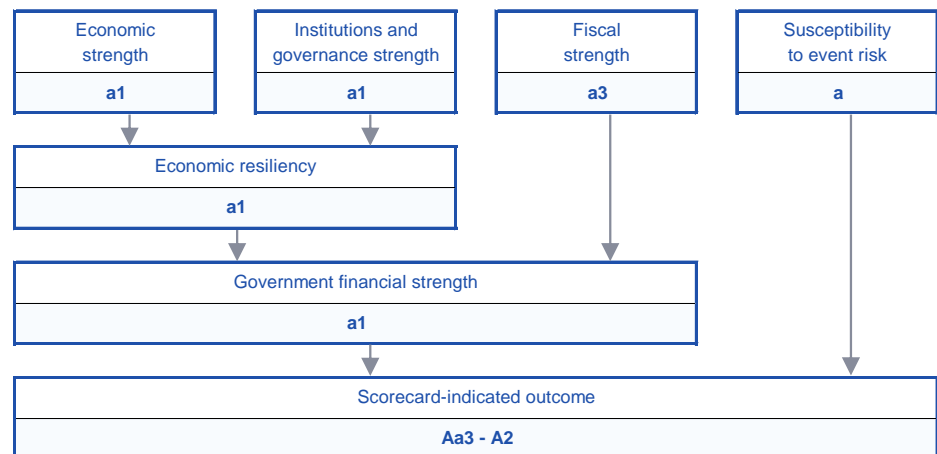 Economic
strength
a1
Institutions and
governance strength
a1
Fiscal
strength
a3
Susceptibility
to event risk
a
Economic resiliency
a1
Government financial strength
a1
Scorecard-indicated outcome
Aa3 - A2